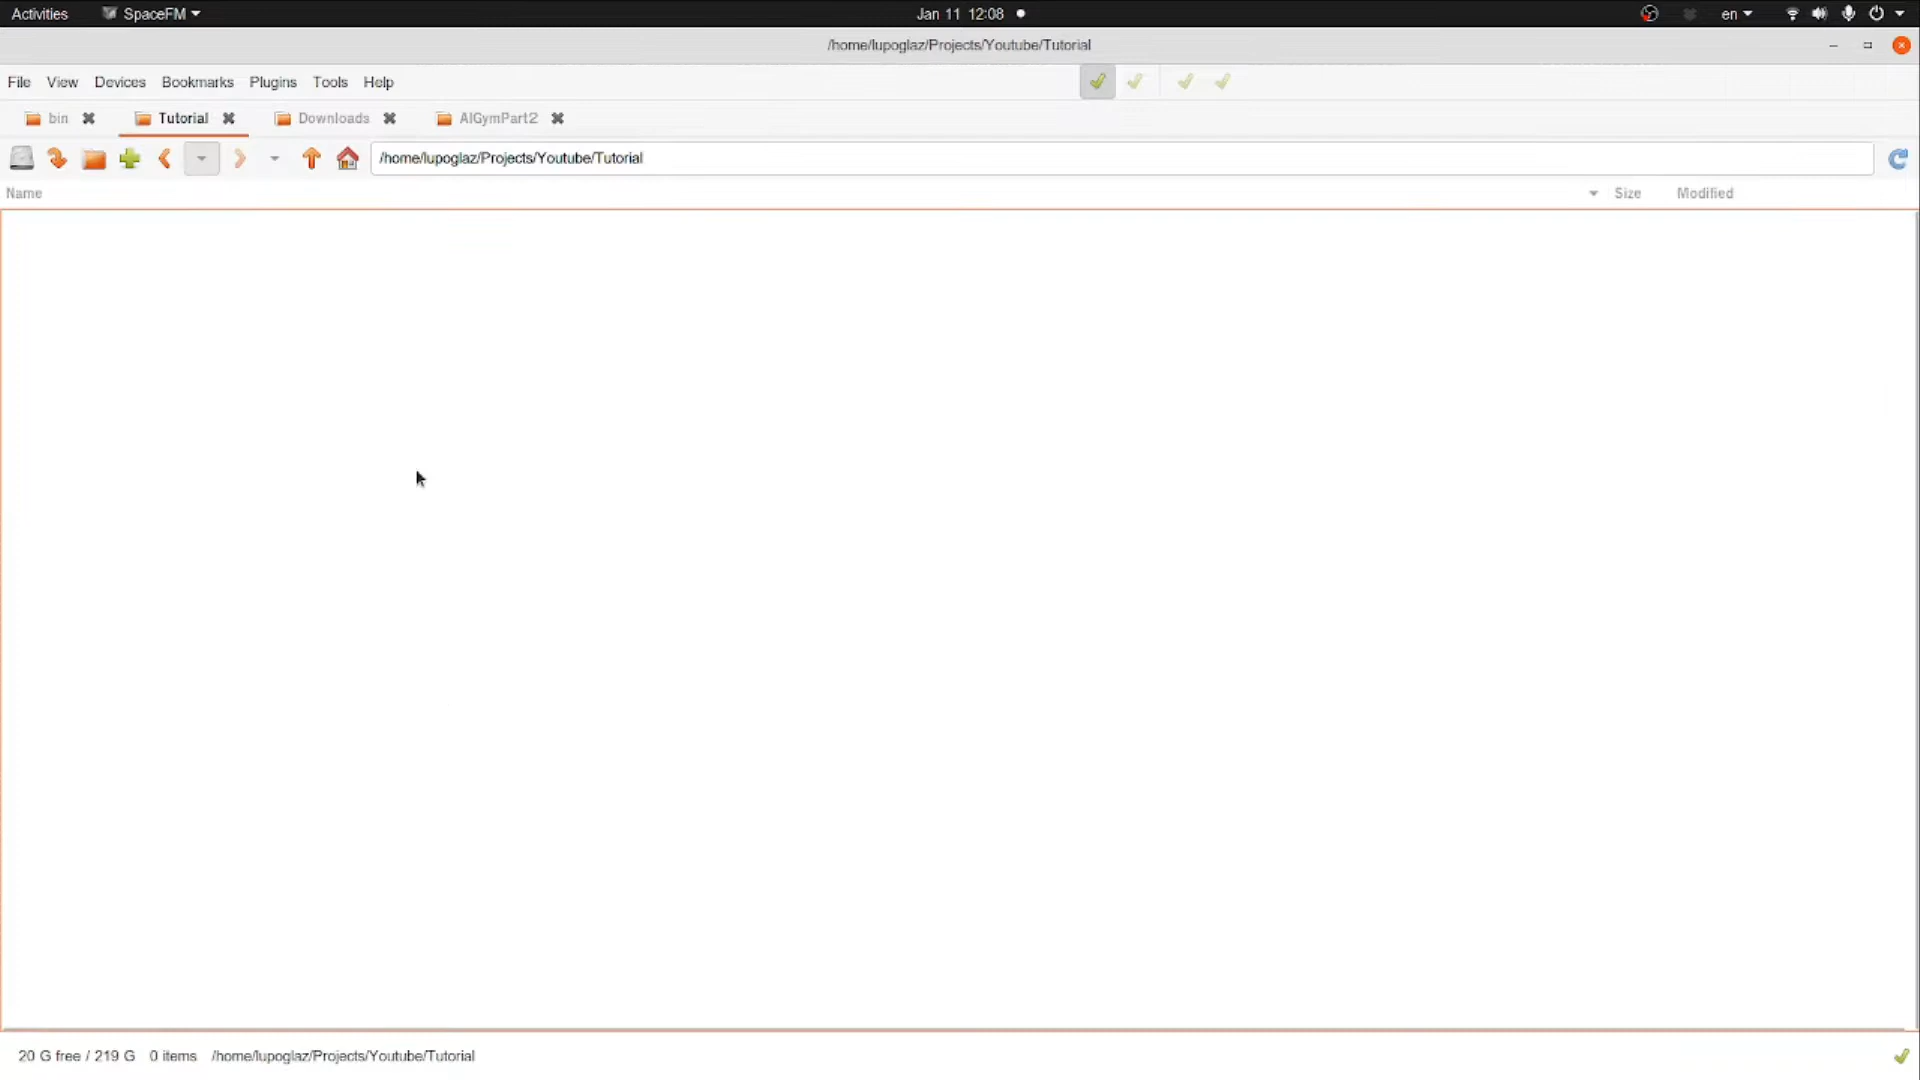 Activities SpaceFM Jan 11 12:08 en
/home/lupoglaz/Projects/Youtube/Tutorial
File View Devices Bookmarks Plugins Tools Help
bin Tutorial Downloads AIGymPart2
/home/lupoglaz/Projects/Youtube/Tutorial
Name Size Modified
20 G free / 219 G 0 items /home/lupoglaz/Projects/Youtube/Tutorial